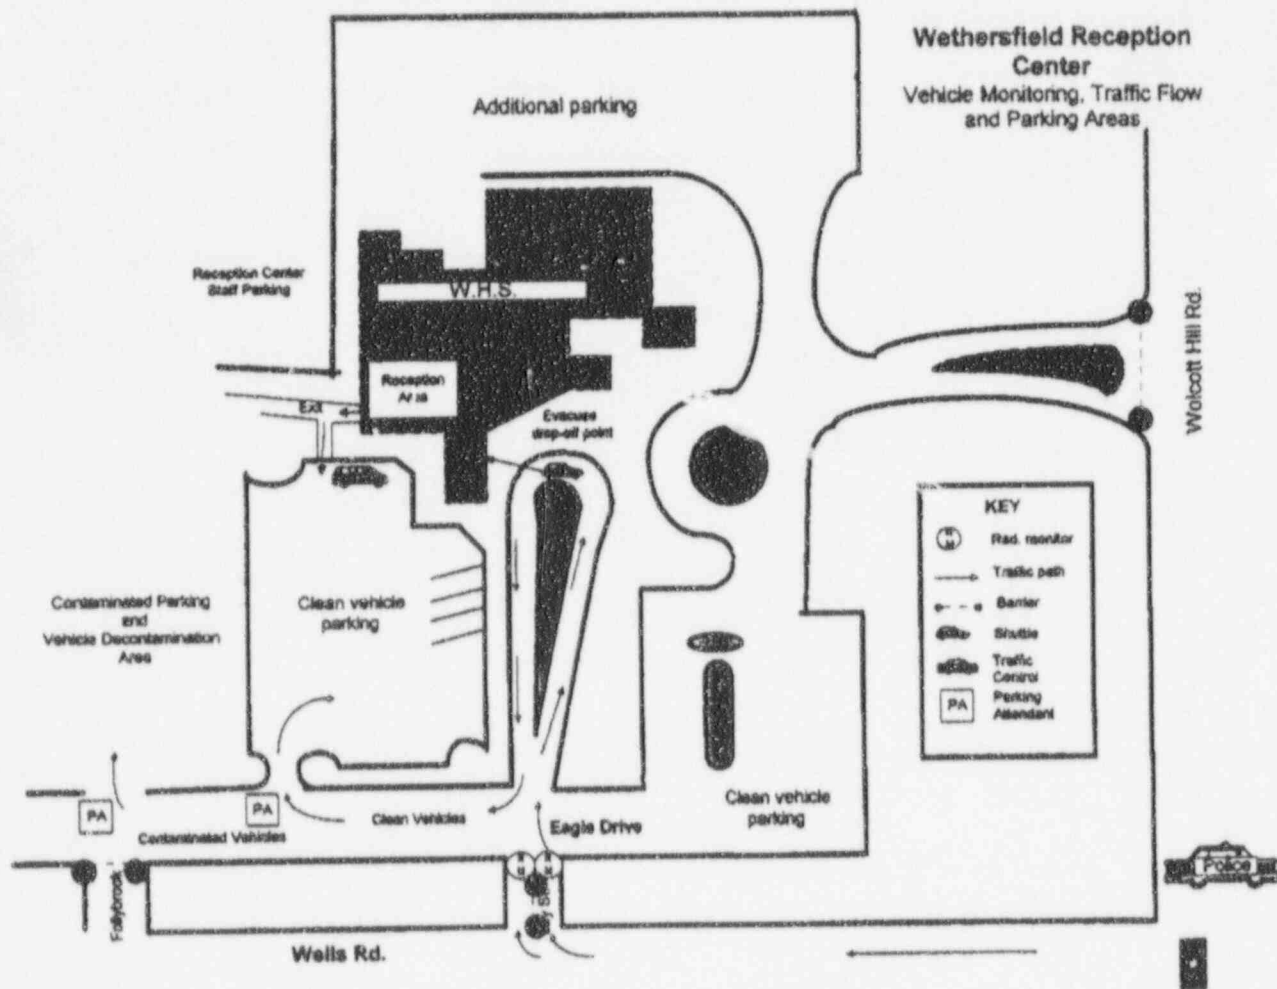 Wethersfield Reception
Center
Vehicle Monitoring, Traffic Flow
and Parking Areas
Additional parking
Reception Center
Staff Parking
W.H.S.
Wolcott Hill Rd.
Reception
Area
Exit
Evacuee
drop-off point
KEY
R M Rad. monitor
Traffic path
Barrier
Shuttle
Traffic
Control
PA Parking
Attendant
Contaminated Parking
and
Vehicle Decontamination
Area
Clean vehicle
parking
Clean vehicle
parking
PA
PA
Clean Vehicles
Contaminated Vehicles
Eagle Drive
R M
R M
Police
Follybrook
Wells Rd.